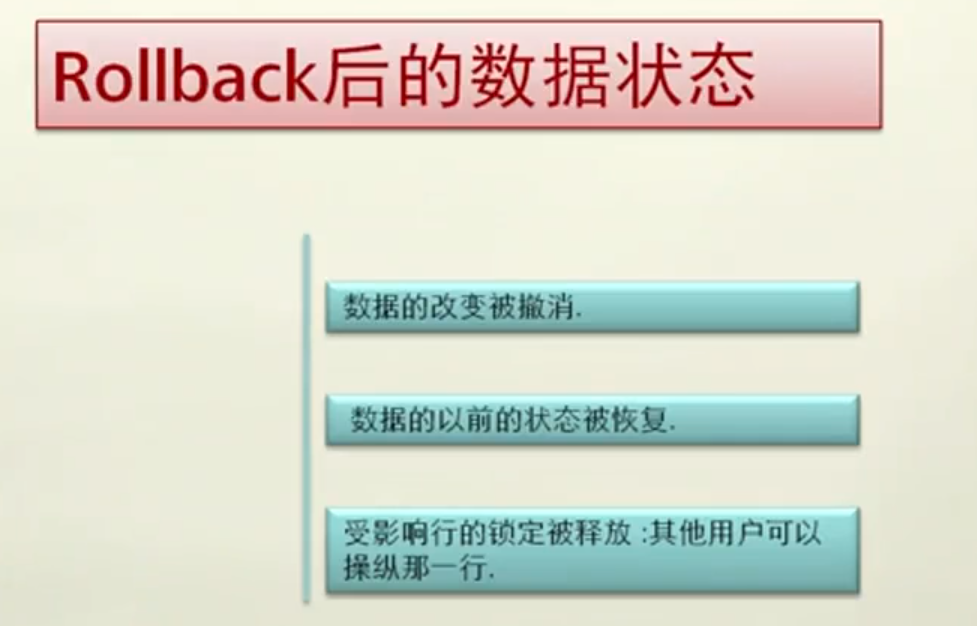 Rollback后的数据状态
数据的改变被撤消.
数据的以前的状态被恢复.
受影响行的锁定被释放 :其他用户可以
操纵那一行.